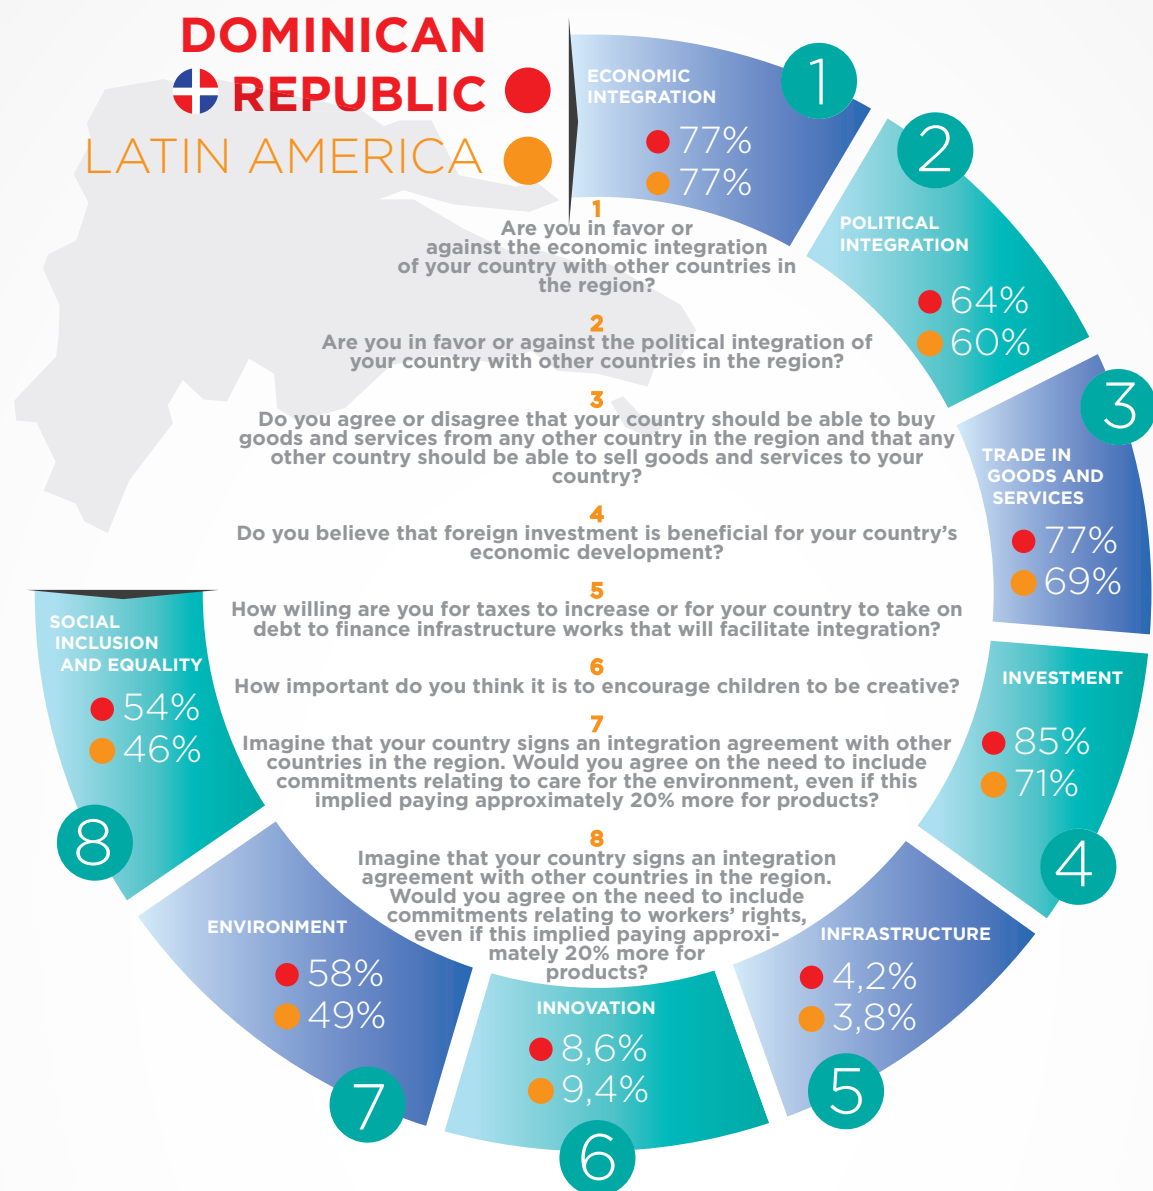 DOMINICAN
REPUBLIC
LATIN AMERICA
ECONOMIC
INTEGRATION
77%
77%
1
POLITICAL
INTEGRATION
64%
60%
2
TRADE IN
GOODS AND
SERVICES
77%
69%
3
INVESTMENT
85%
71%
4
INFRASTRUCTURE
4,2%
3,8%
5
INNOVATION
8,6%
9,4%
6
ENVIRONMENT
58%
49%
7
SOCIAL
INCLUSION
AND EQUALITY
54%
46%
8
1
Are you in favor or
against the economic integration
of your country with other countries in
the region?
2
Are you in favor or against the political integration of
your country with other countries in the region?
3
Do you agree or disagree that your country should be able to buy
goods and services from any other country in the region and that any
other country should be able to sell goods and services to your
country?
4
Do you believe that foreign investment is beneficial for your country's
economic development?
5
How willing are you for taxes to increase or for your country to take on
debt to finance infrastructure works that will facilitate integration?
6
How important do you think it is to encourage children to be creative?
7
Imagine that your country signs an integration agreement with other
countries in the region. Would you agree on the need to include
commitments relating to care for the environment, even if this
implied paying approximately 20% more for products?
8
Imagine that your country signs an integration
agreement with other countries in the region.
Would you agree on the need to include
commitments relating to workers' rights,
even if this implied paying approxi-
mately 20% more for
products?